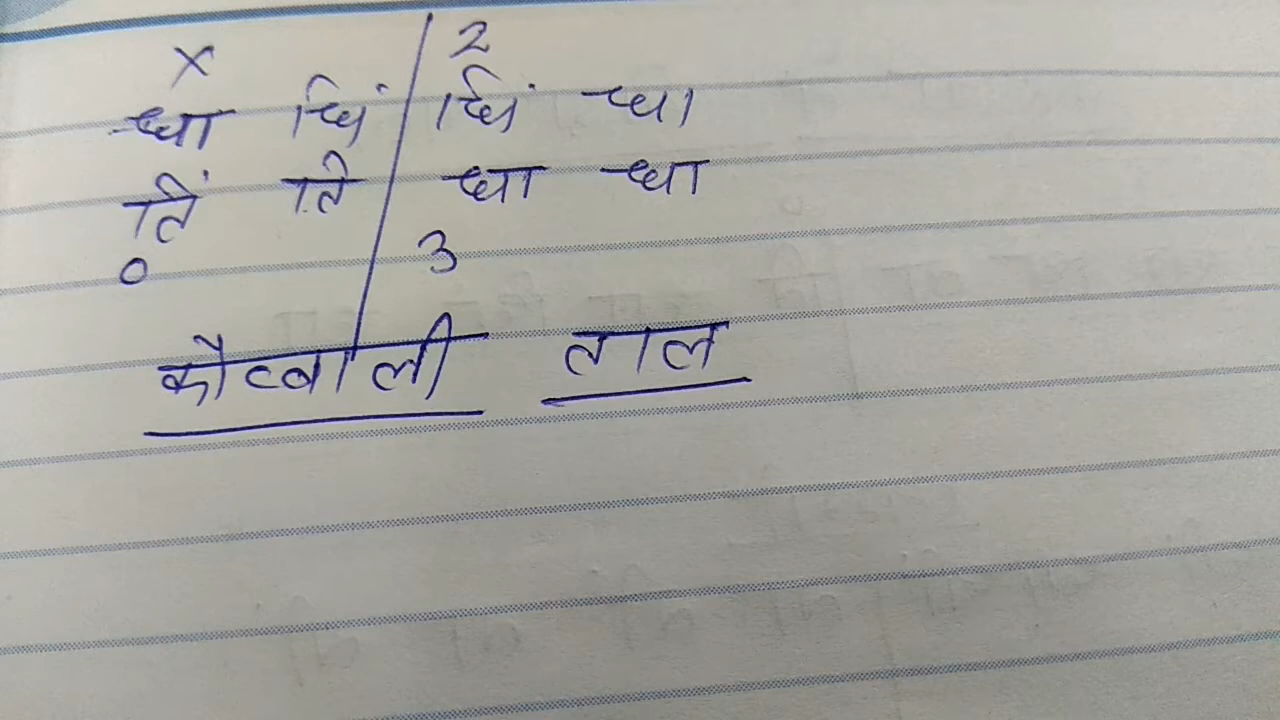 x 2
धा धिं धिं धा
तिं ति धा धा
0 3
कौव्वाली ताल